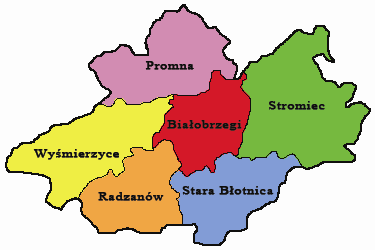 Promna
Stromiec
Białobrzegi
Wyśmierzyce
Radzanów
Stara Błotnica